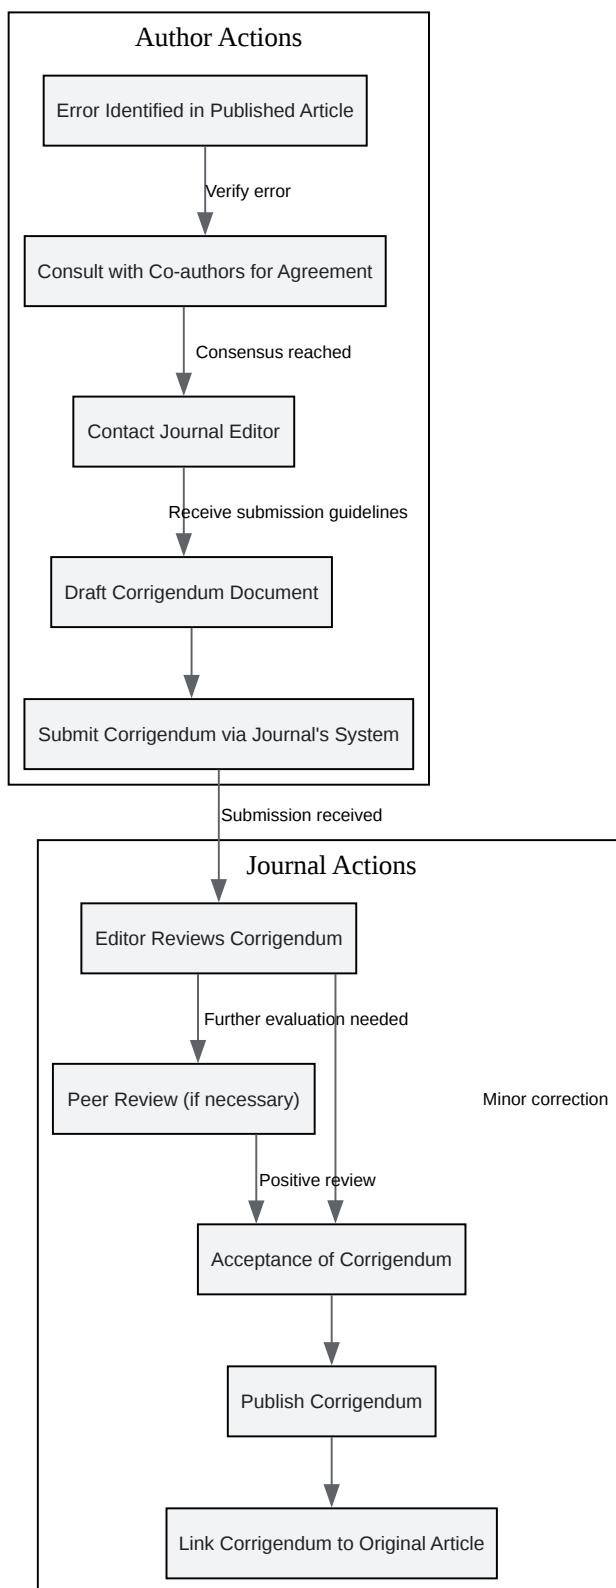 Author Actions
Error Identified in Published Article
Verify error
Consult with Co-authors for Agreement
Consensus reached
Contact Journal Editor
Receive submission guidelines
Draft Corrigendum Document
Submit Corrigendum via Journal's System
Submission received
Journal Actions
Editor Reviews Corrigendum
Further evaluation needed
Peer Review (if necessary)
Minor correction
Positive review
Acceptance of Corrigendum
Publish Corrigendum
Link Corrigendum to Original Article